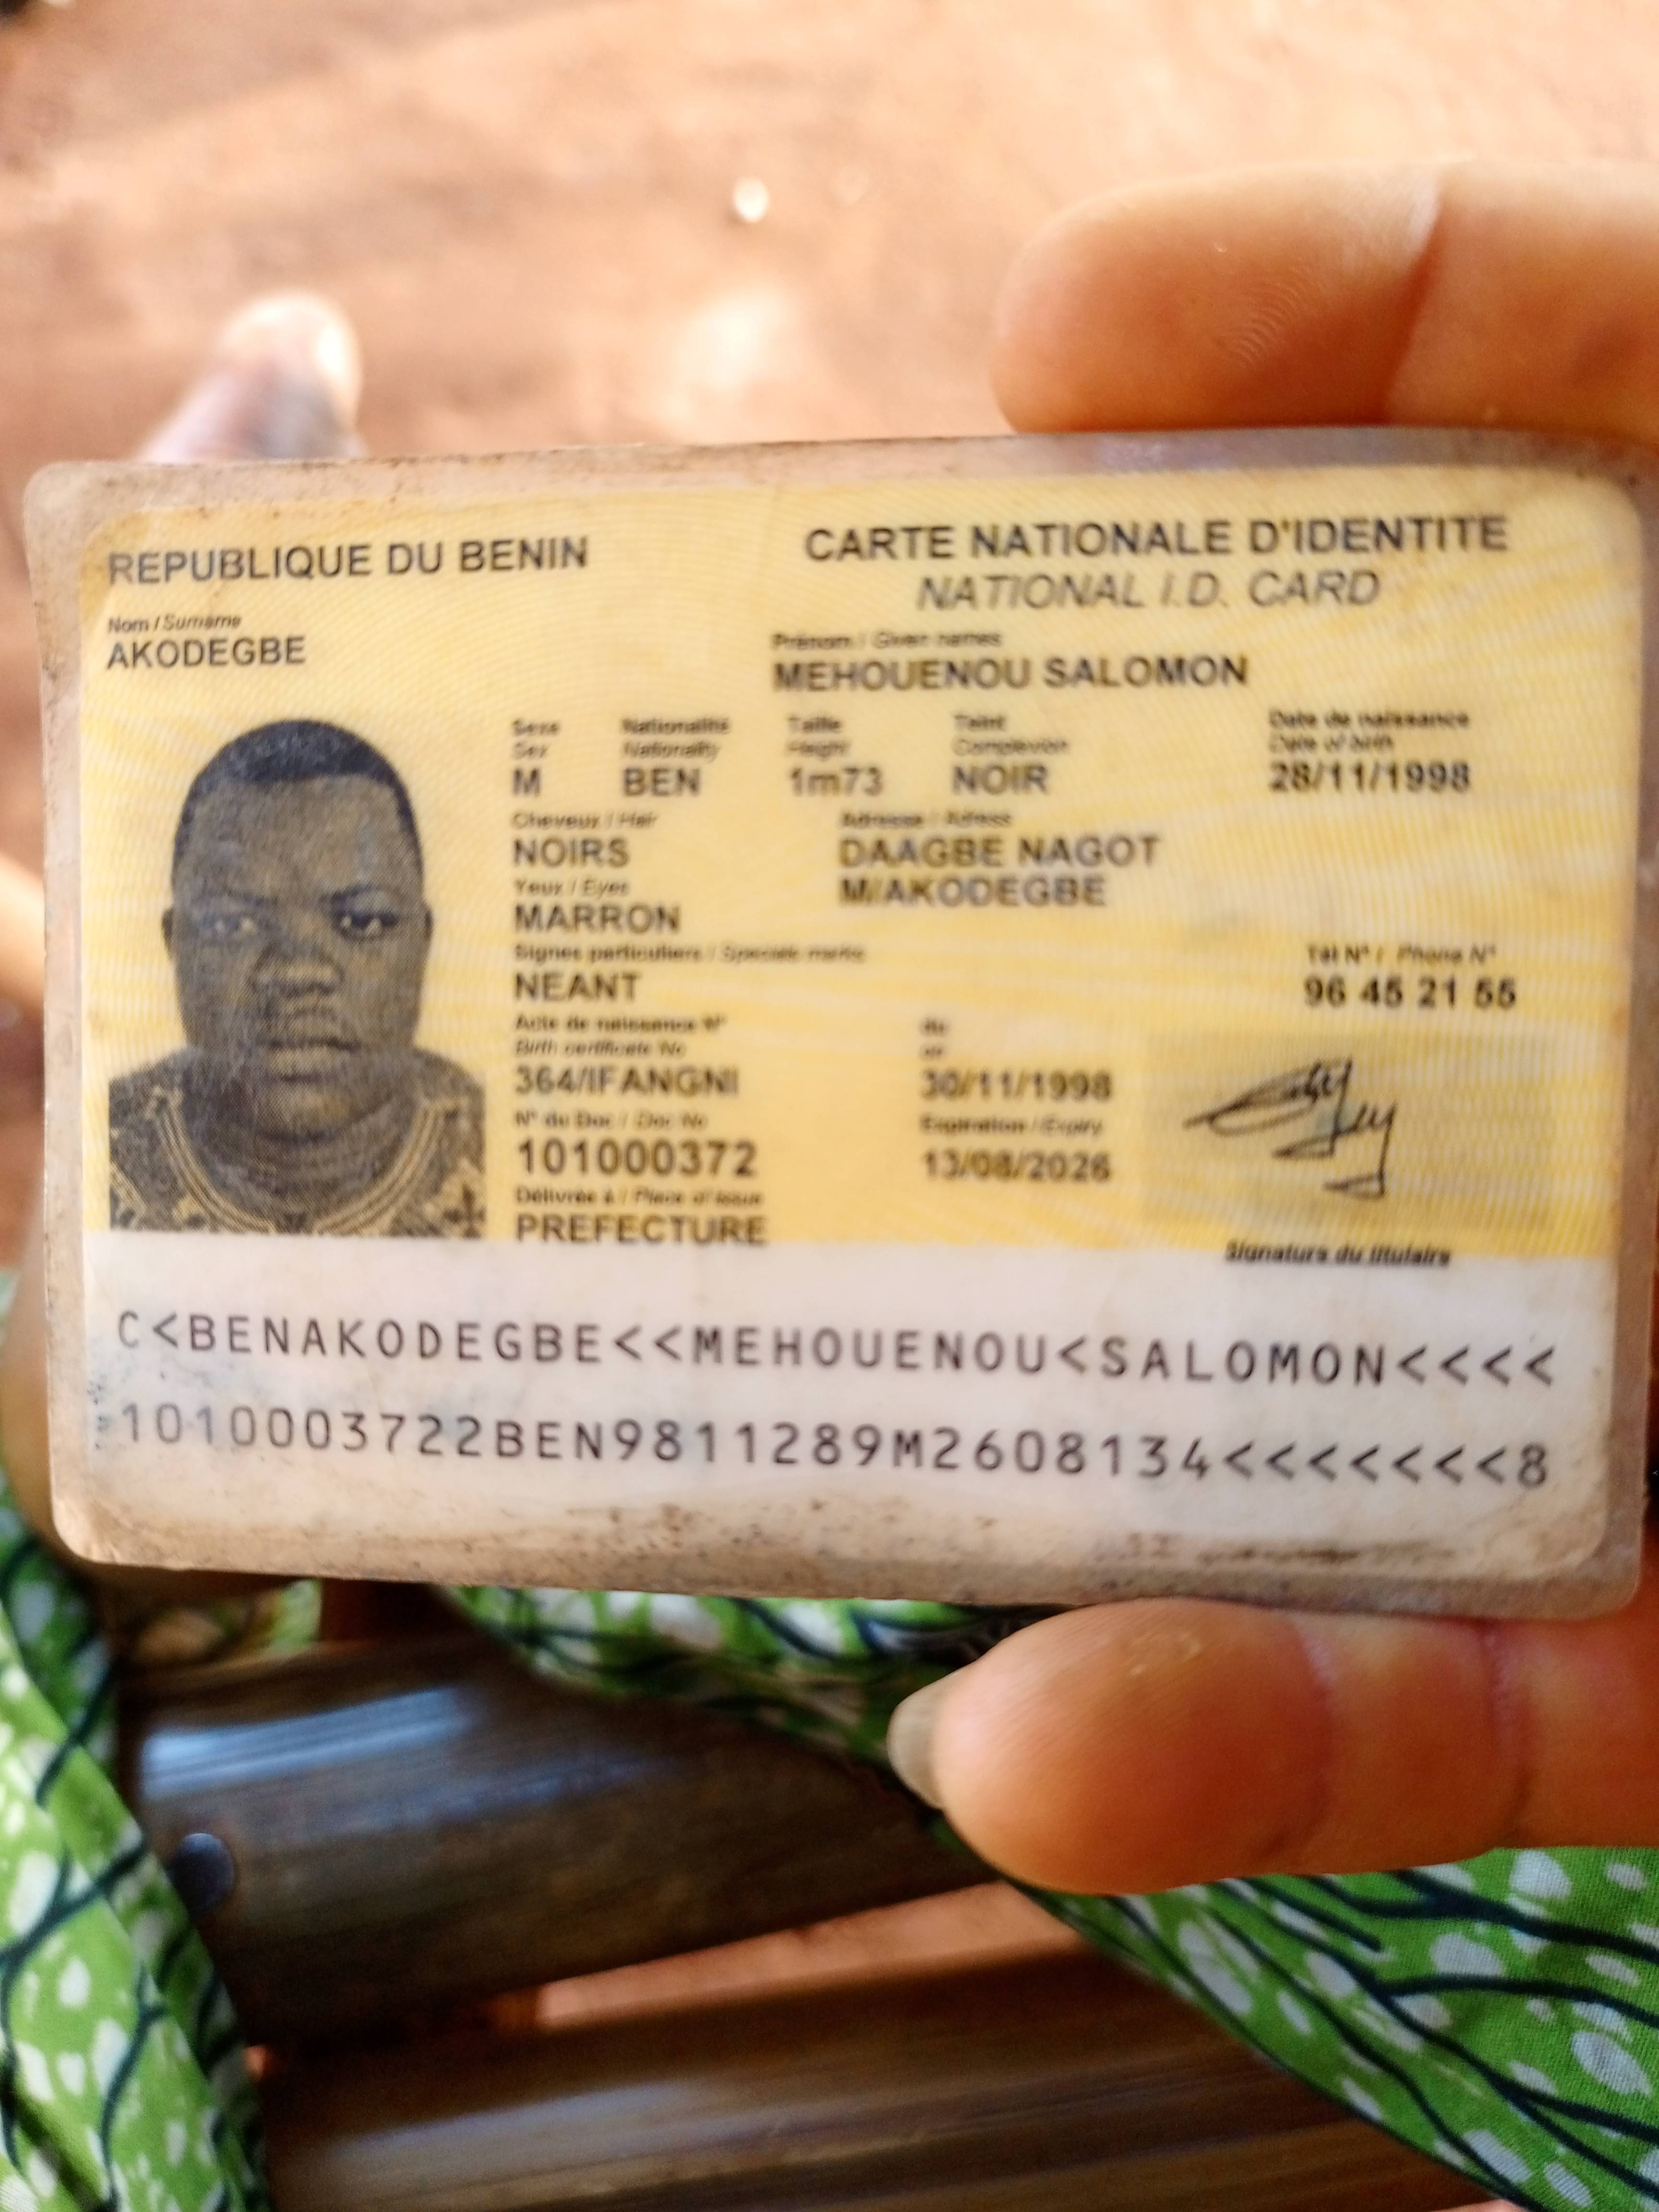 REPUBLIQUE DU BENIN
CARTE NATIONALE D'IDENTITE
NATIONAL I.D. CARD
Nom / Surname
AKODEGBE
Prénom / Given names
MEHOUENOU SALOMON
Sexe Nationalité Taille Teint Date de naissance
Sex Nationality Height Complexion Date of birth
M BEN 1m73 NOIR 28/11/1998
Cheveux / Hair Adresse / Adress
NOIRS DAAGBE NAGOT
Yeux / Eyes M/AKODEGBE
MARRON
Signes particuliers / Speciale marks Tél N° / Phone N°
NEANT 96 45 21 55
Acte de naissance N° du
Birth certificate No on
364/IFANGNI 30/11/1998
N° du Doc / Doc No Expiration / Expiry
101000372 13/08/2026
Délivrée à / Place of issue
PREFECTURE
Signature du titulaire
C<BENAKODEGBE<<MEHOUENOU<SALOMON<<<<
1010003722BEN9811289M2608134<<<<<<<8